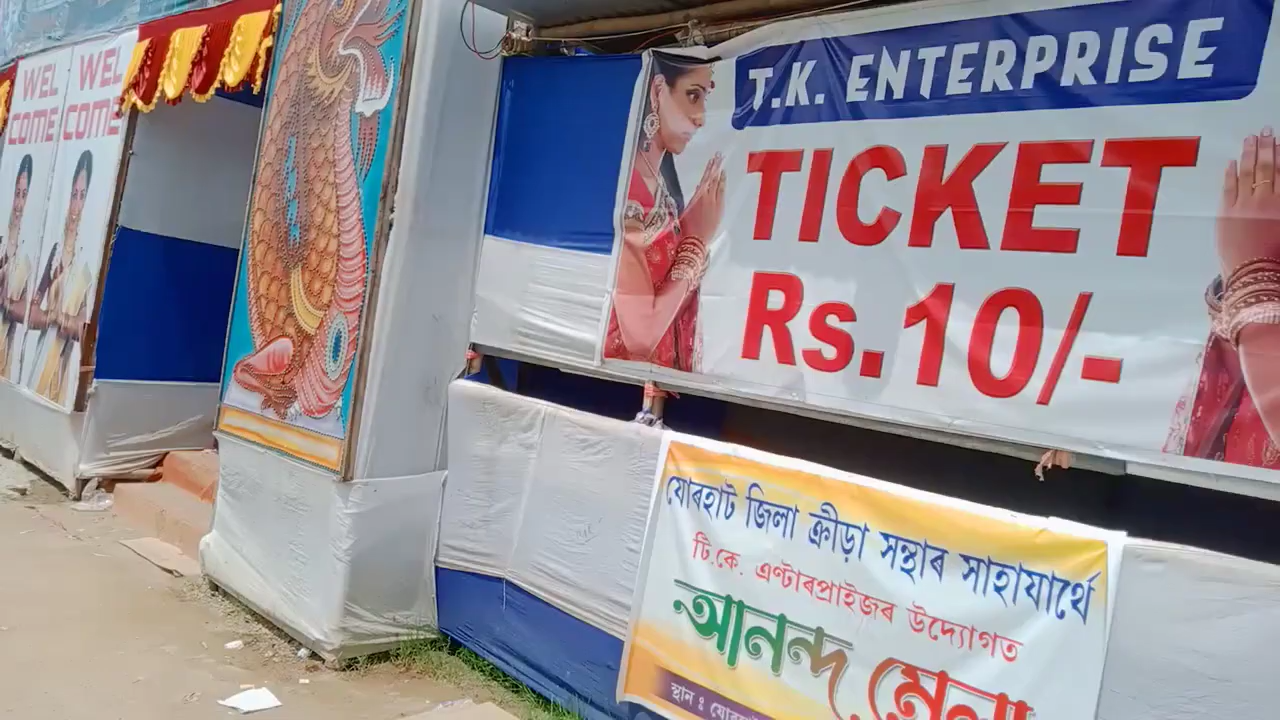 WEL
COME
WEL
COME
T.K. ENTERPRISE
TICKET
Rs.10/-
যোৰহাট জিলা ক্ৰীড়া সন্থাৰ সাহাযাৰ্থে
টি.কে. এণ্টাৰপ্ৰাইজৰ উদ্যোগত
আনন্দ মেলা
স্থান ঃ